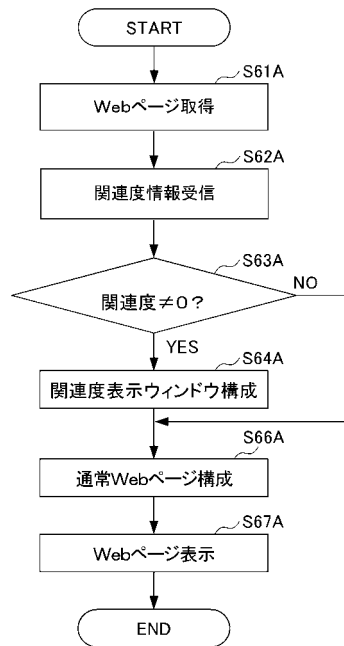 START
S61A
Webページ取得
S62A
関連度情報受信
S63A
関連度≠0?
NO
YES
S64A
関連度表示ウィンドウ構成
S66A
通常Webページ構成
S67A
Webページ表示
END